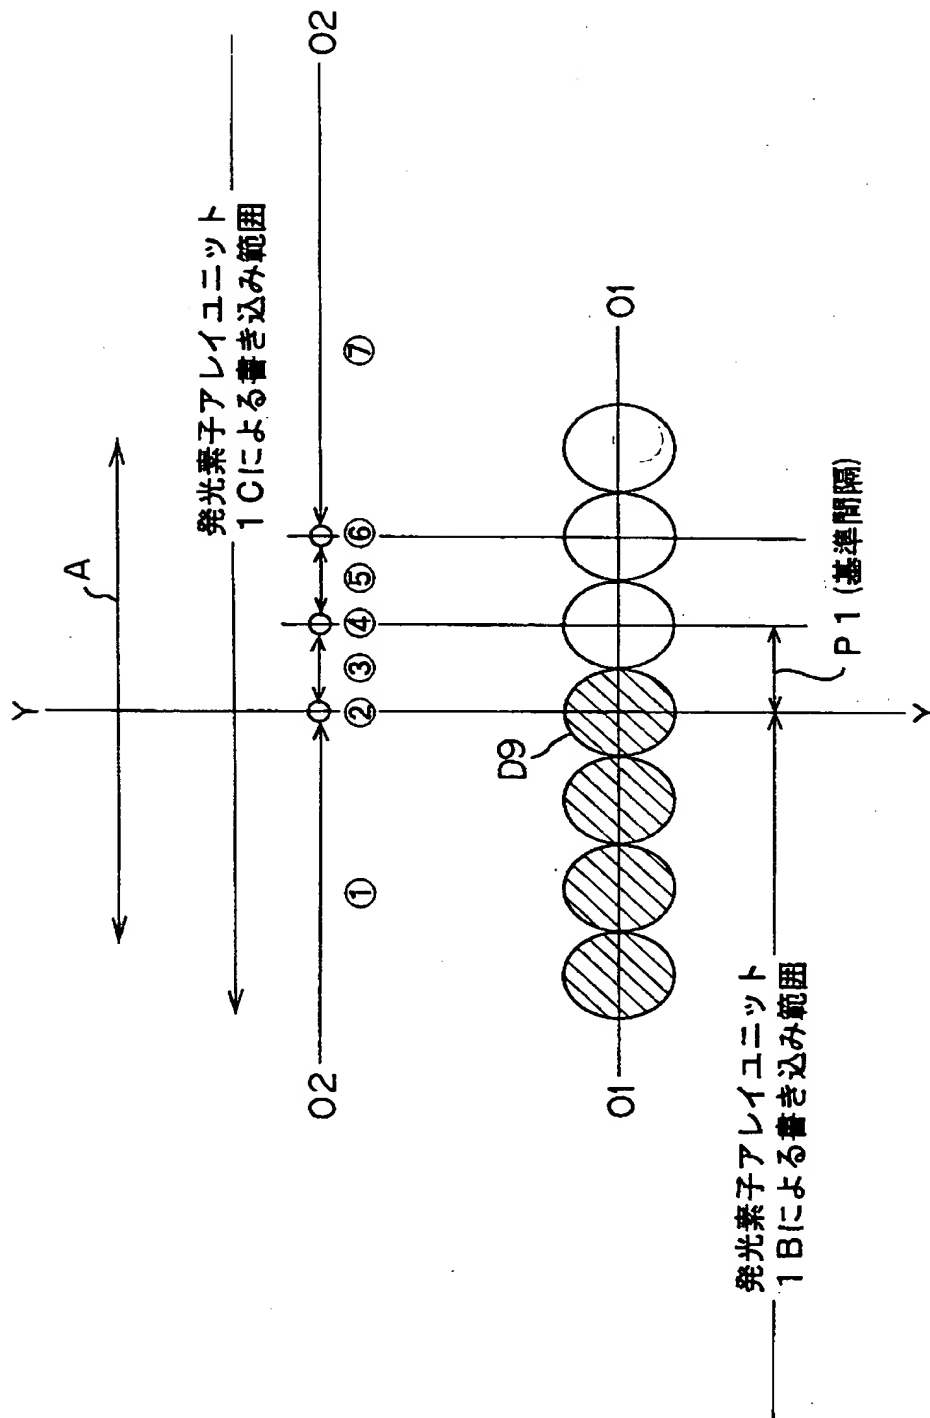 A
Y
発光素子アレイユニット
1Cによる書き込み範囲
O2
O2
①
②
③
④
⑤
⑥
⑦
D9
O1
O1
発光素子アレイユニット
1Bによる書き込み範囲
P1(基準間隔)
Y